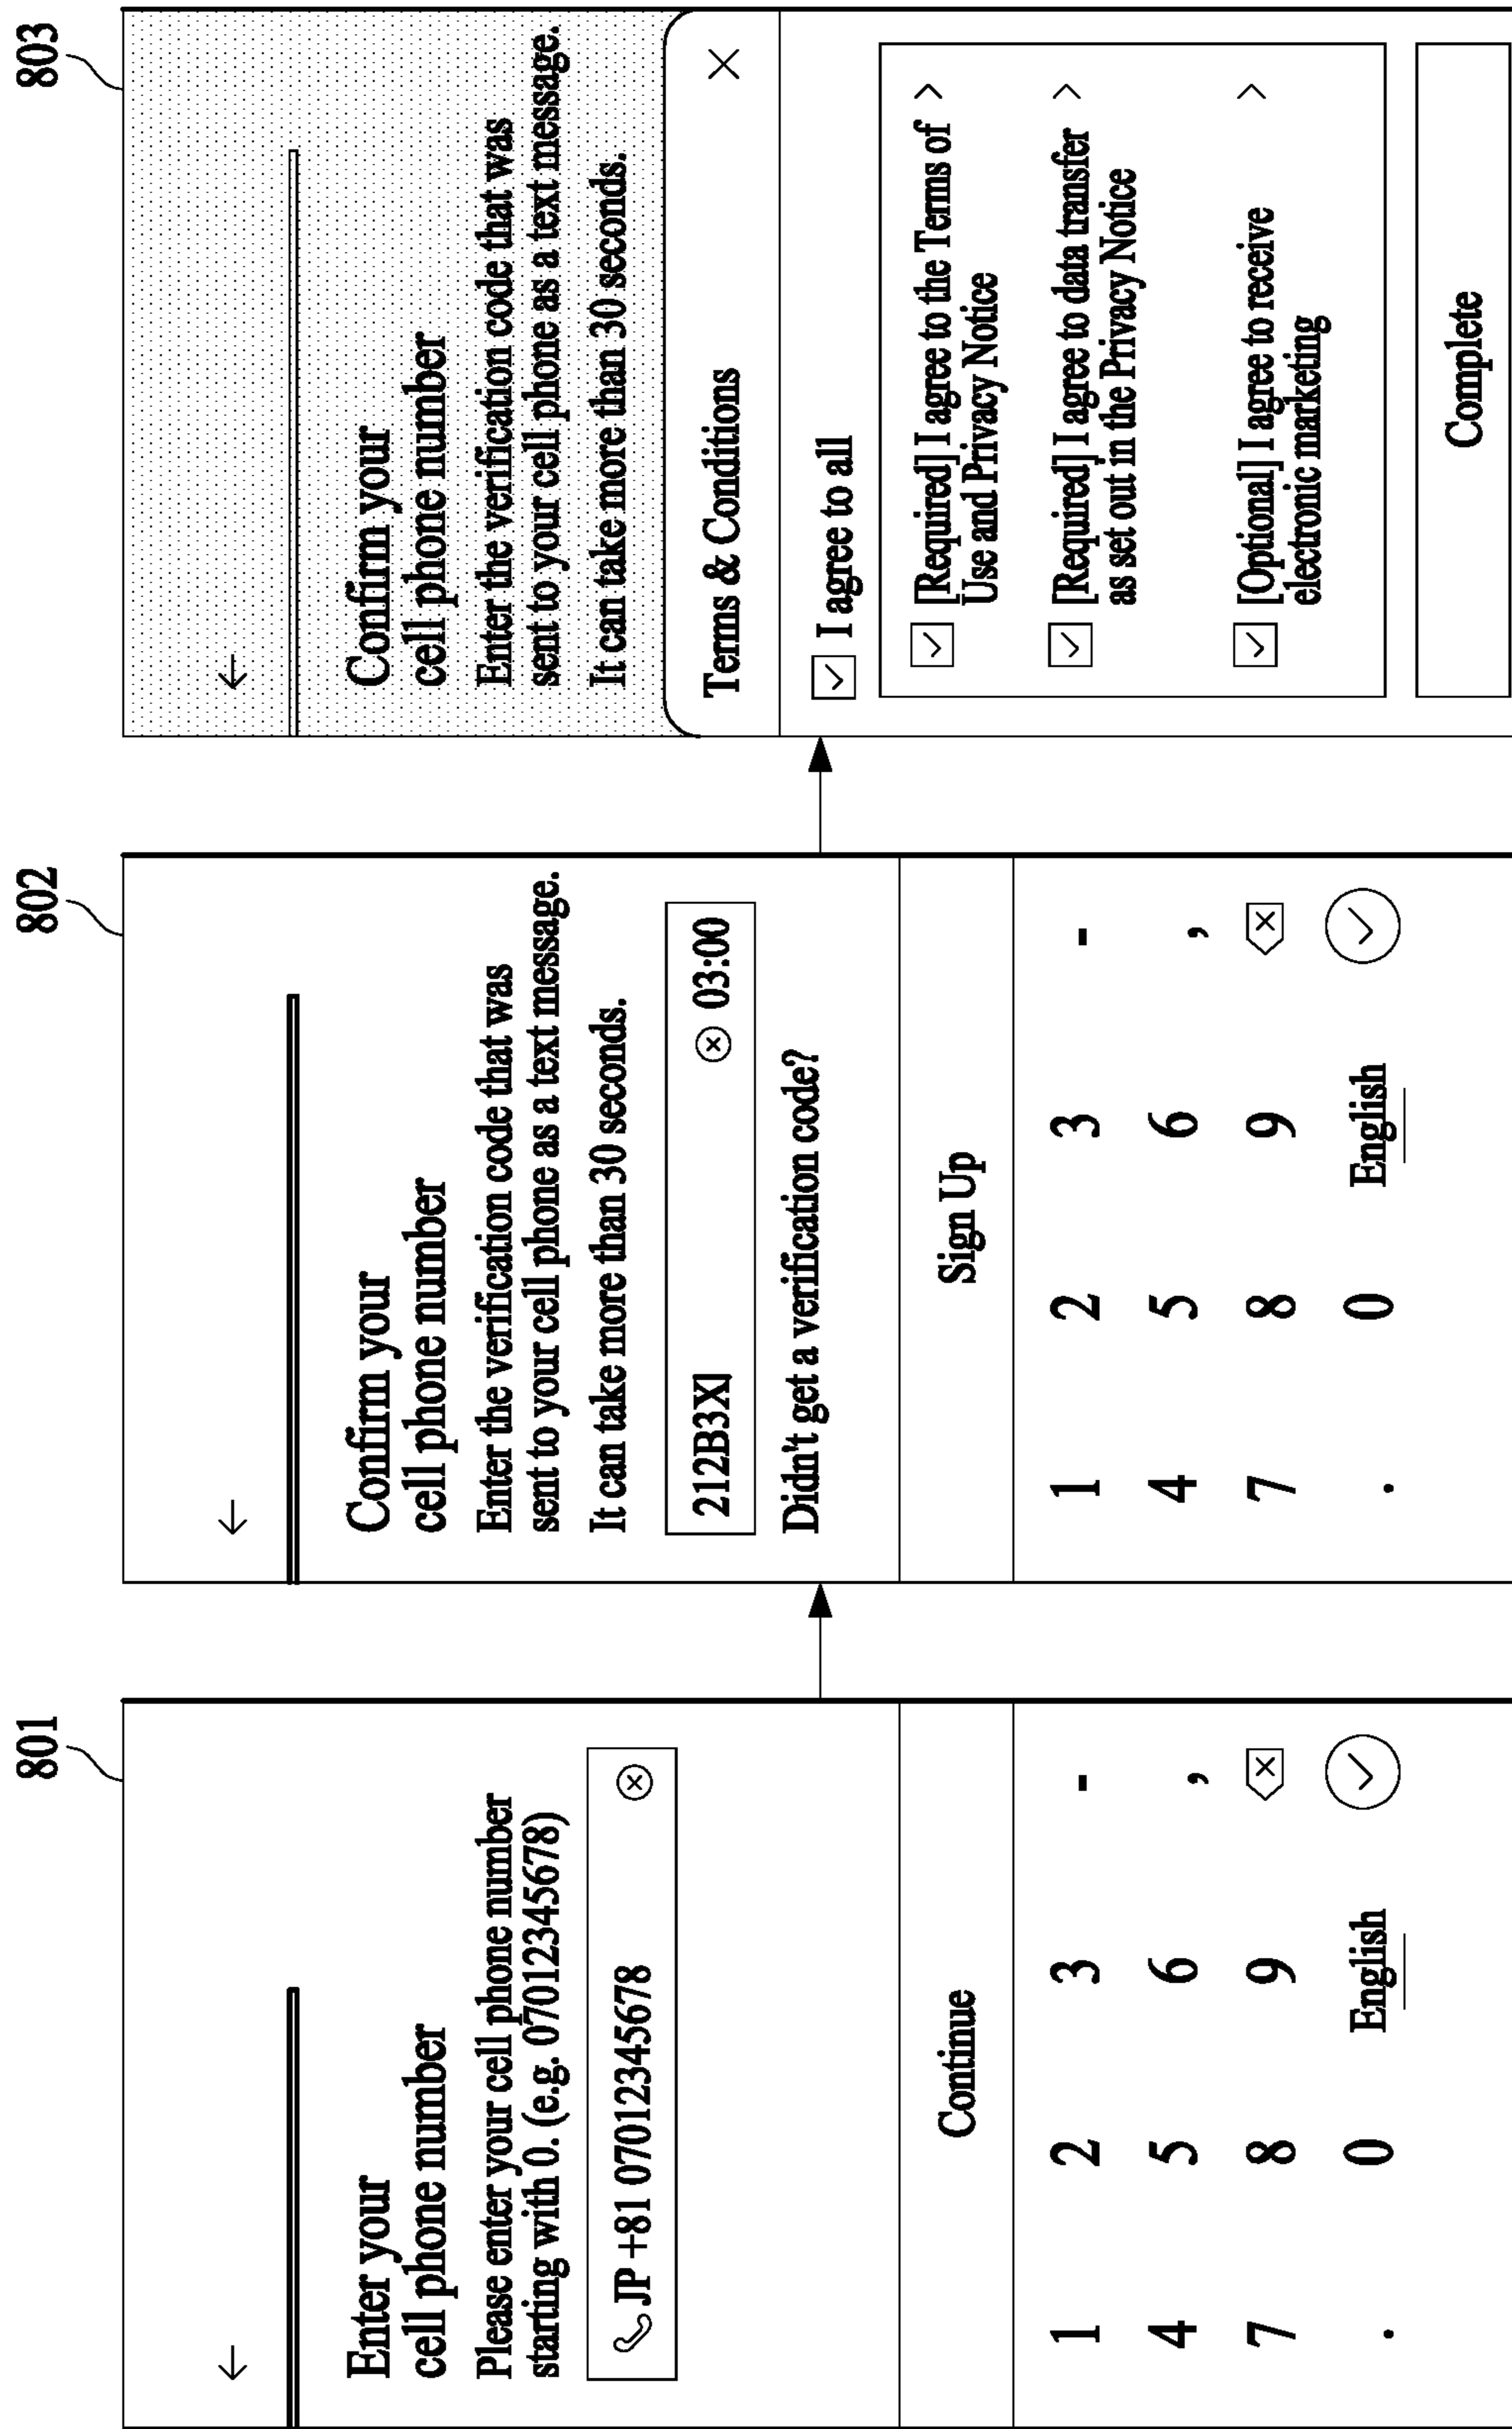 801
←
Enter your
cell phone number
Please enter your cell phone number
starting with 0. (e.g. 07012345678)
JP +81 07012345678
Continue
1 2 3 -
4 5 6 ,
7 8 9
. 0 English
802
←
Confirm your
cell phone number
Enter the verification code that was
sent to your cell phone as a text message.
It can take more than 30 seconds.
212B3X| 03:00
Didn't get a verification code?
Sign Up
1 2 3 -
4 5 6 ,
7 8 9
. 0 English
803
←
Confirm your
cell phone number
Enter the verification code that was
sent to your cell phone as a text message.
It can take more than 30 seconds.
Terms & Conditions
I agree to all
[Required] I agree to the Terms of >
Use and Privacy Notice
[Required] I agree to data transfer >
as set out in the Privacy Notice
[Optional] I agree to receive >
electronic marketing
Complete